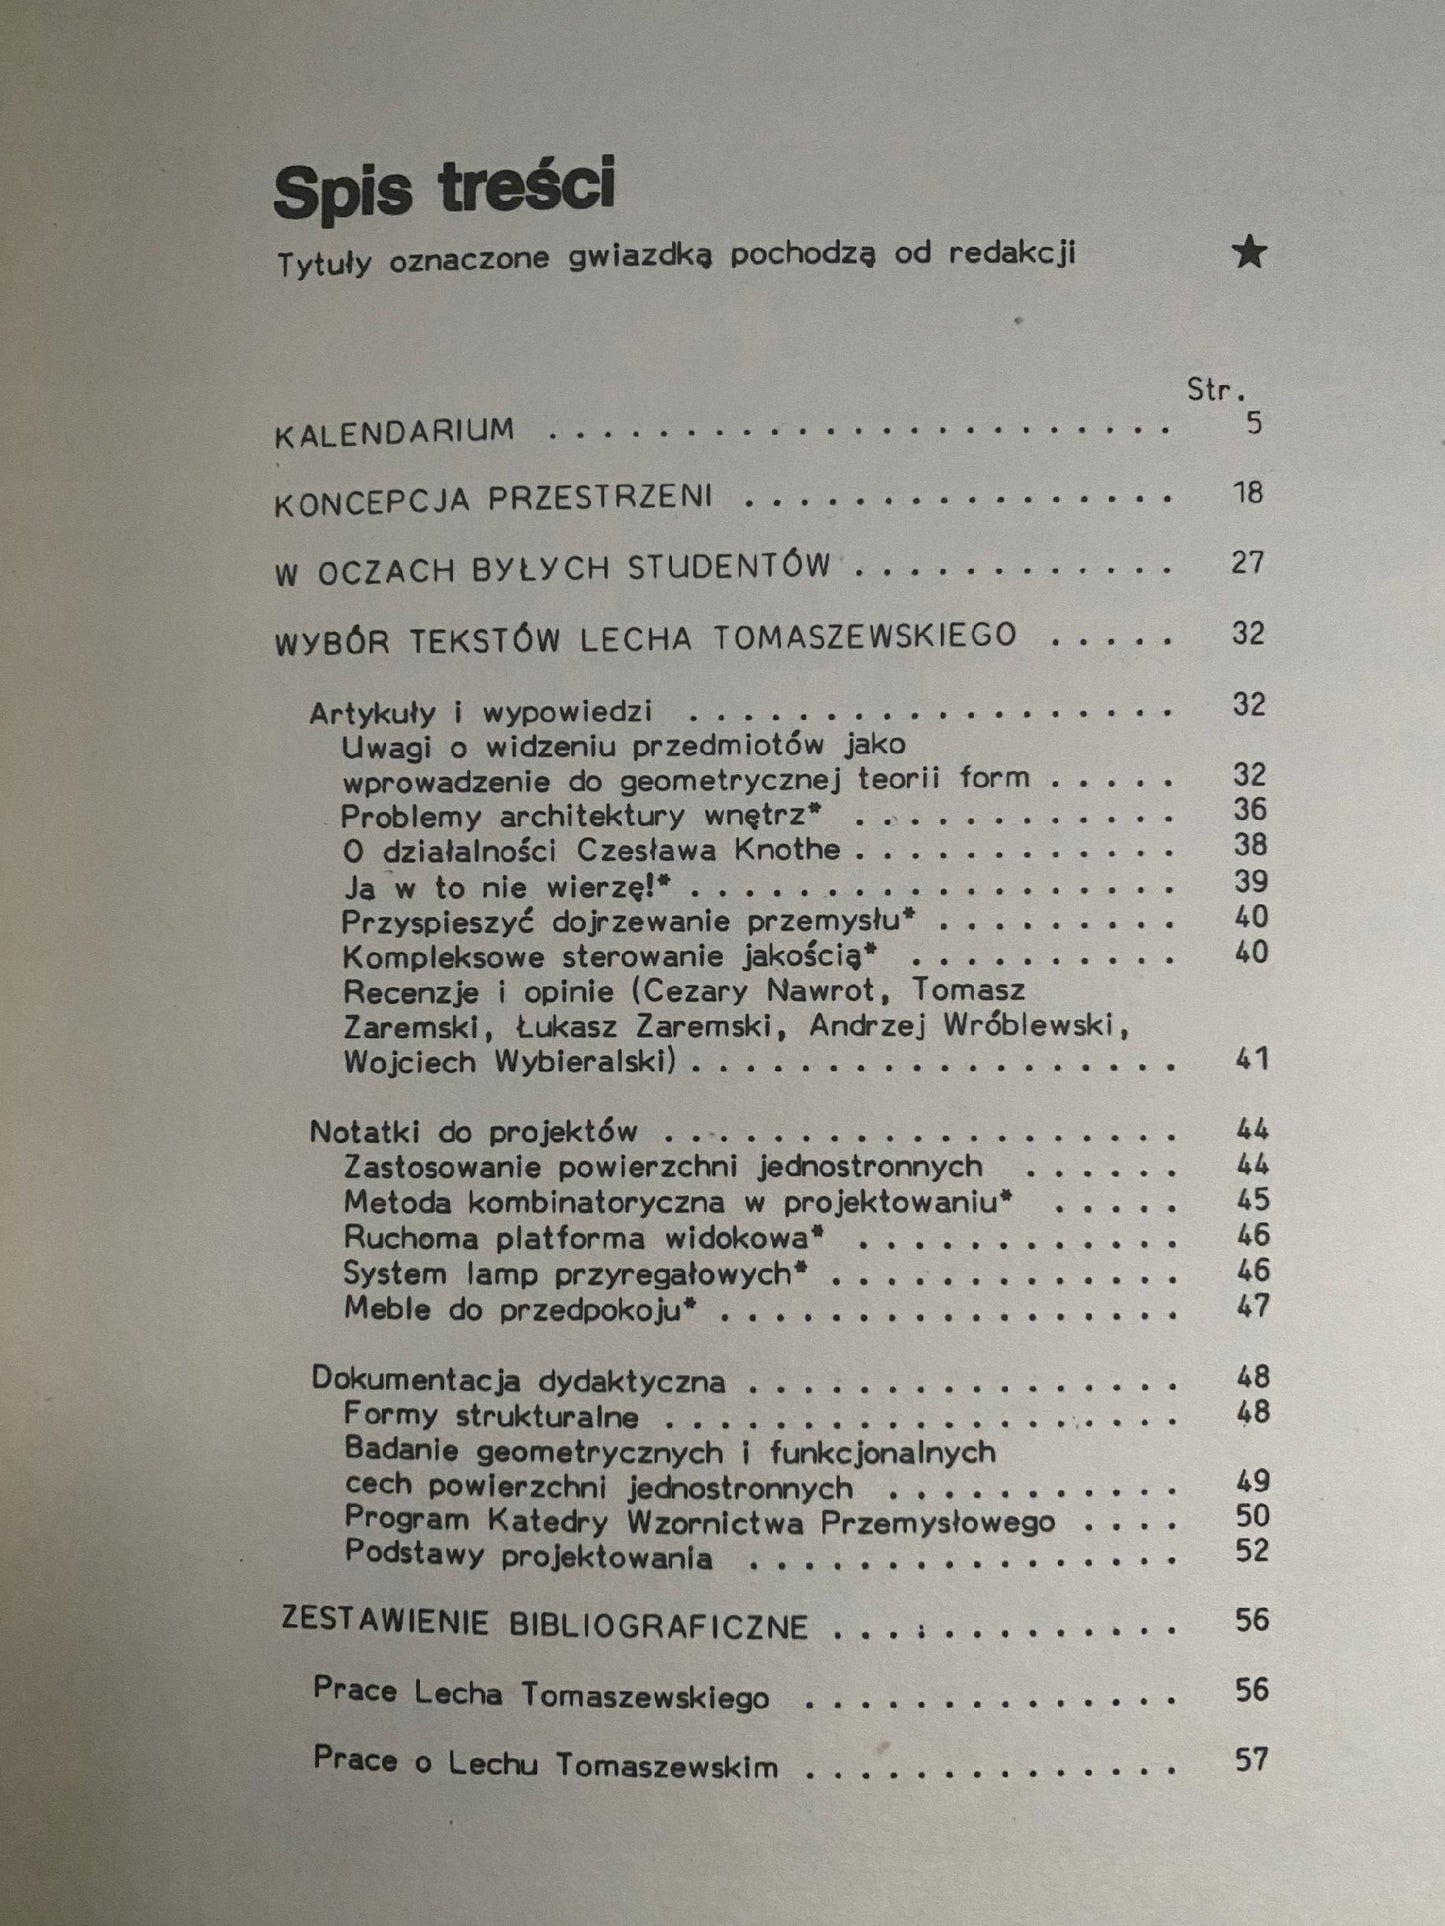 Spis treści
Tytuły oznaczone gwiazdką pochodzą od redakcji ★
Str.
KALENDARIUM . . . . . . . . . . . . . . . . . . . . . . . 5
KONCEPCJA PRZESTRZENI . . . . . . . . . . . . . . . . 18
W OCZACH BYŁYCH STUDENTÓW . . . . . . . . . . . . 27
WYBÓR TEKSTÓW LECHA TOMASZEWSKIEGO . . . . . 32
Artykuły i wypowiedzi . . . . . . . . . . . . . . . . . . 32
Uwagi o widzeniu przedmiotów jako
wprowadzenie do geometrycznej teorii form . . . . . 32
Problemy architektury wnętrz* . . . . . . . . . . . . 36
O działalności Czesława Knothe . . . . . . . . . . . . 38
Ja w to nie wierzę!* . . . . . . . . . . . . . . . . . . 39
Przyspieszyć dojrzewanie przemysłu* . . . . . . . . . 40
Kompleksowe sterowanie jakością* . . . . . . . . . . 40
Recenzje i opinie (Cezary Nawrot, Tomasz
Zaremski, Łukasz Zaremski, Andrzej Wróblewski,
Wojciech Wybieralski) . . . . . . . . . . . . . . . . . . 41
Notatki do projektów . . . . . . . . . . . . . . . . . . . 44
Zastosowanie powierzchni jednostronnych . . . . . . 44
Metoda kombinatoryczna w projektowaniu* . . . . . 45
Ruchoma platforma widokowa* . . . . . . . . . . . . 46
System lamp przyregałowych* . . . . . . . . . . . . . 46
Meble do przedpokoju* . . . . . . . . . . . . . . . . . 47
Dokumentacja dydaktyczna . . . . . . . . . . . . . . . . 48
Formy strukturalne . . . . . . . . . . . . . . . . . . . 48
Badanie geometrycznych i funkcjonalnych
cech powierzchni jednostronnych . . . . . . . . . . . 49
Program Katedry Wzornictwa Przemysłowego . . . . 50
Podstawy projektowania . . . . . . . . . . . . . . . . 52
ZESTAWIENIE BIBLIOGRAFICZNE . . . . . . . . . . . . . 56
Prace Lecha Tomaszewskiego . . . . . . . . . . . . . . 56
Prace o Lechu Tomaszewskim . . . . . . . . . . . . . . 57